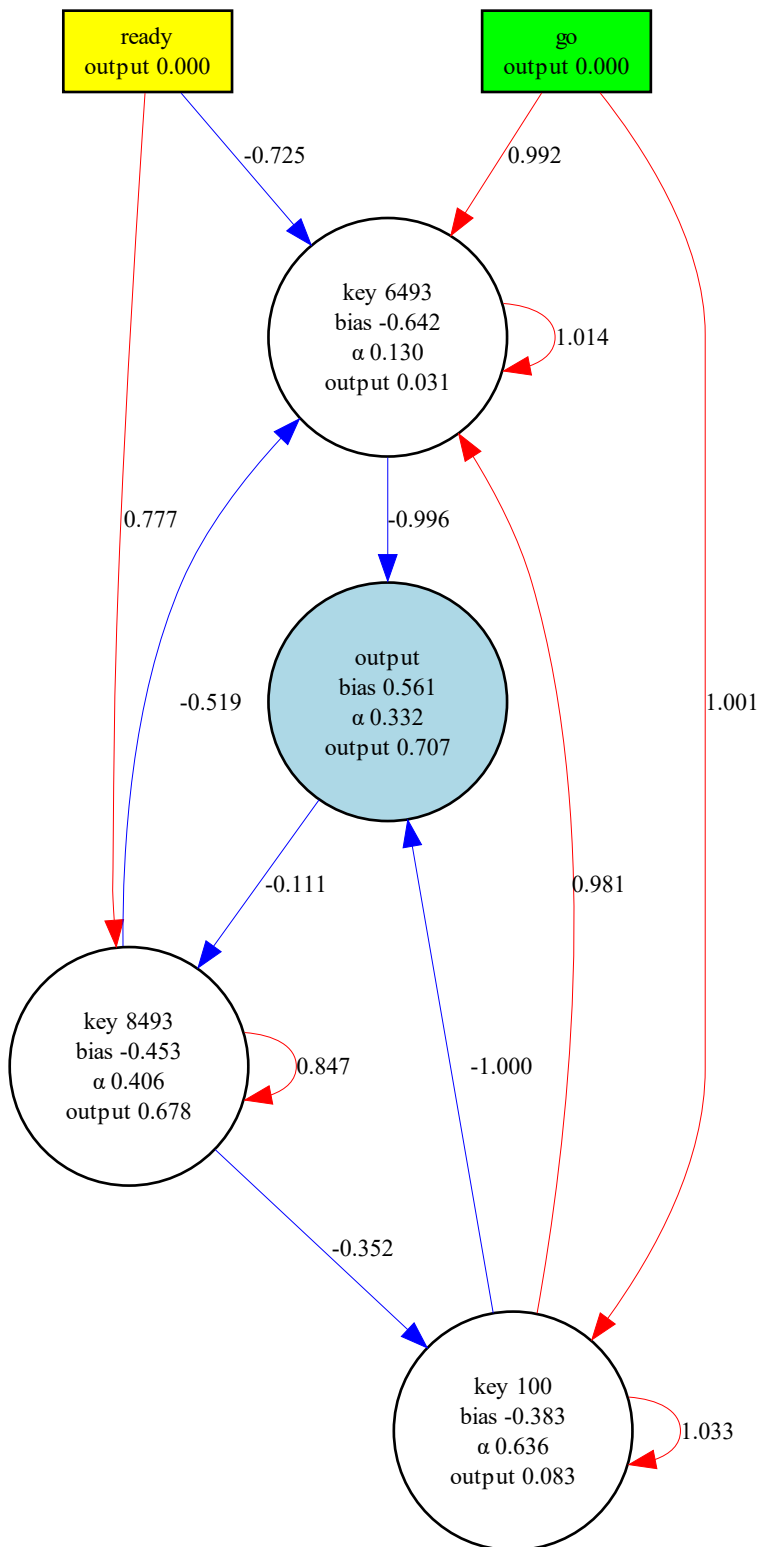 ready
output 0.000
go
output 0.000
-0.725
0.992
key 6493
bias -0.642
α 0.130
output 0.031
1.014
0.777
-0.996
output
bias 0.561
α 0.332
output 0.707
-0.519
1.001
-0.111
0.981
key 8493
bias -0.453
α 0.406
output 0.678
0.847
-1.000
-0.352
key 100
bias -0.383
α 0.636
output 0.083
1.033